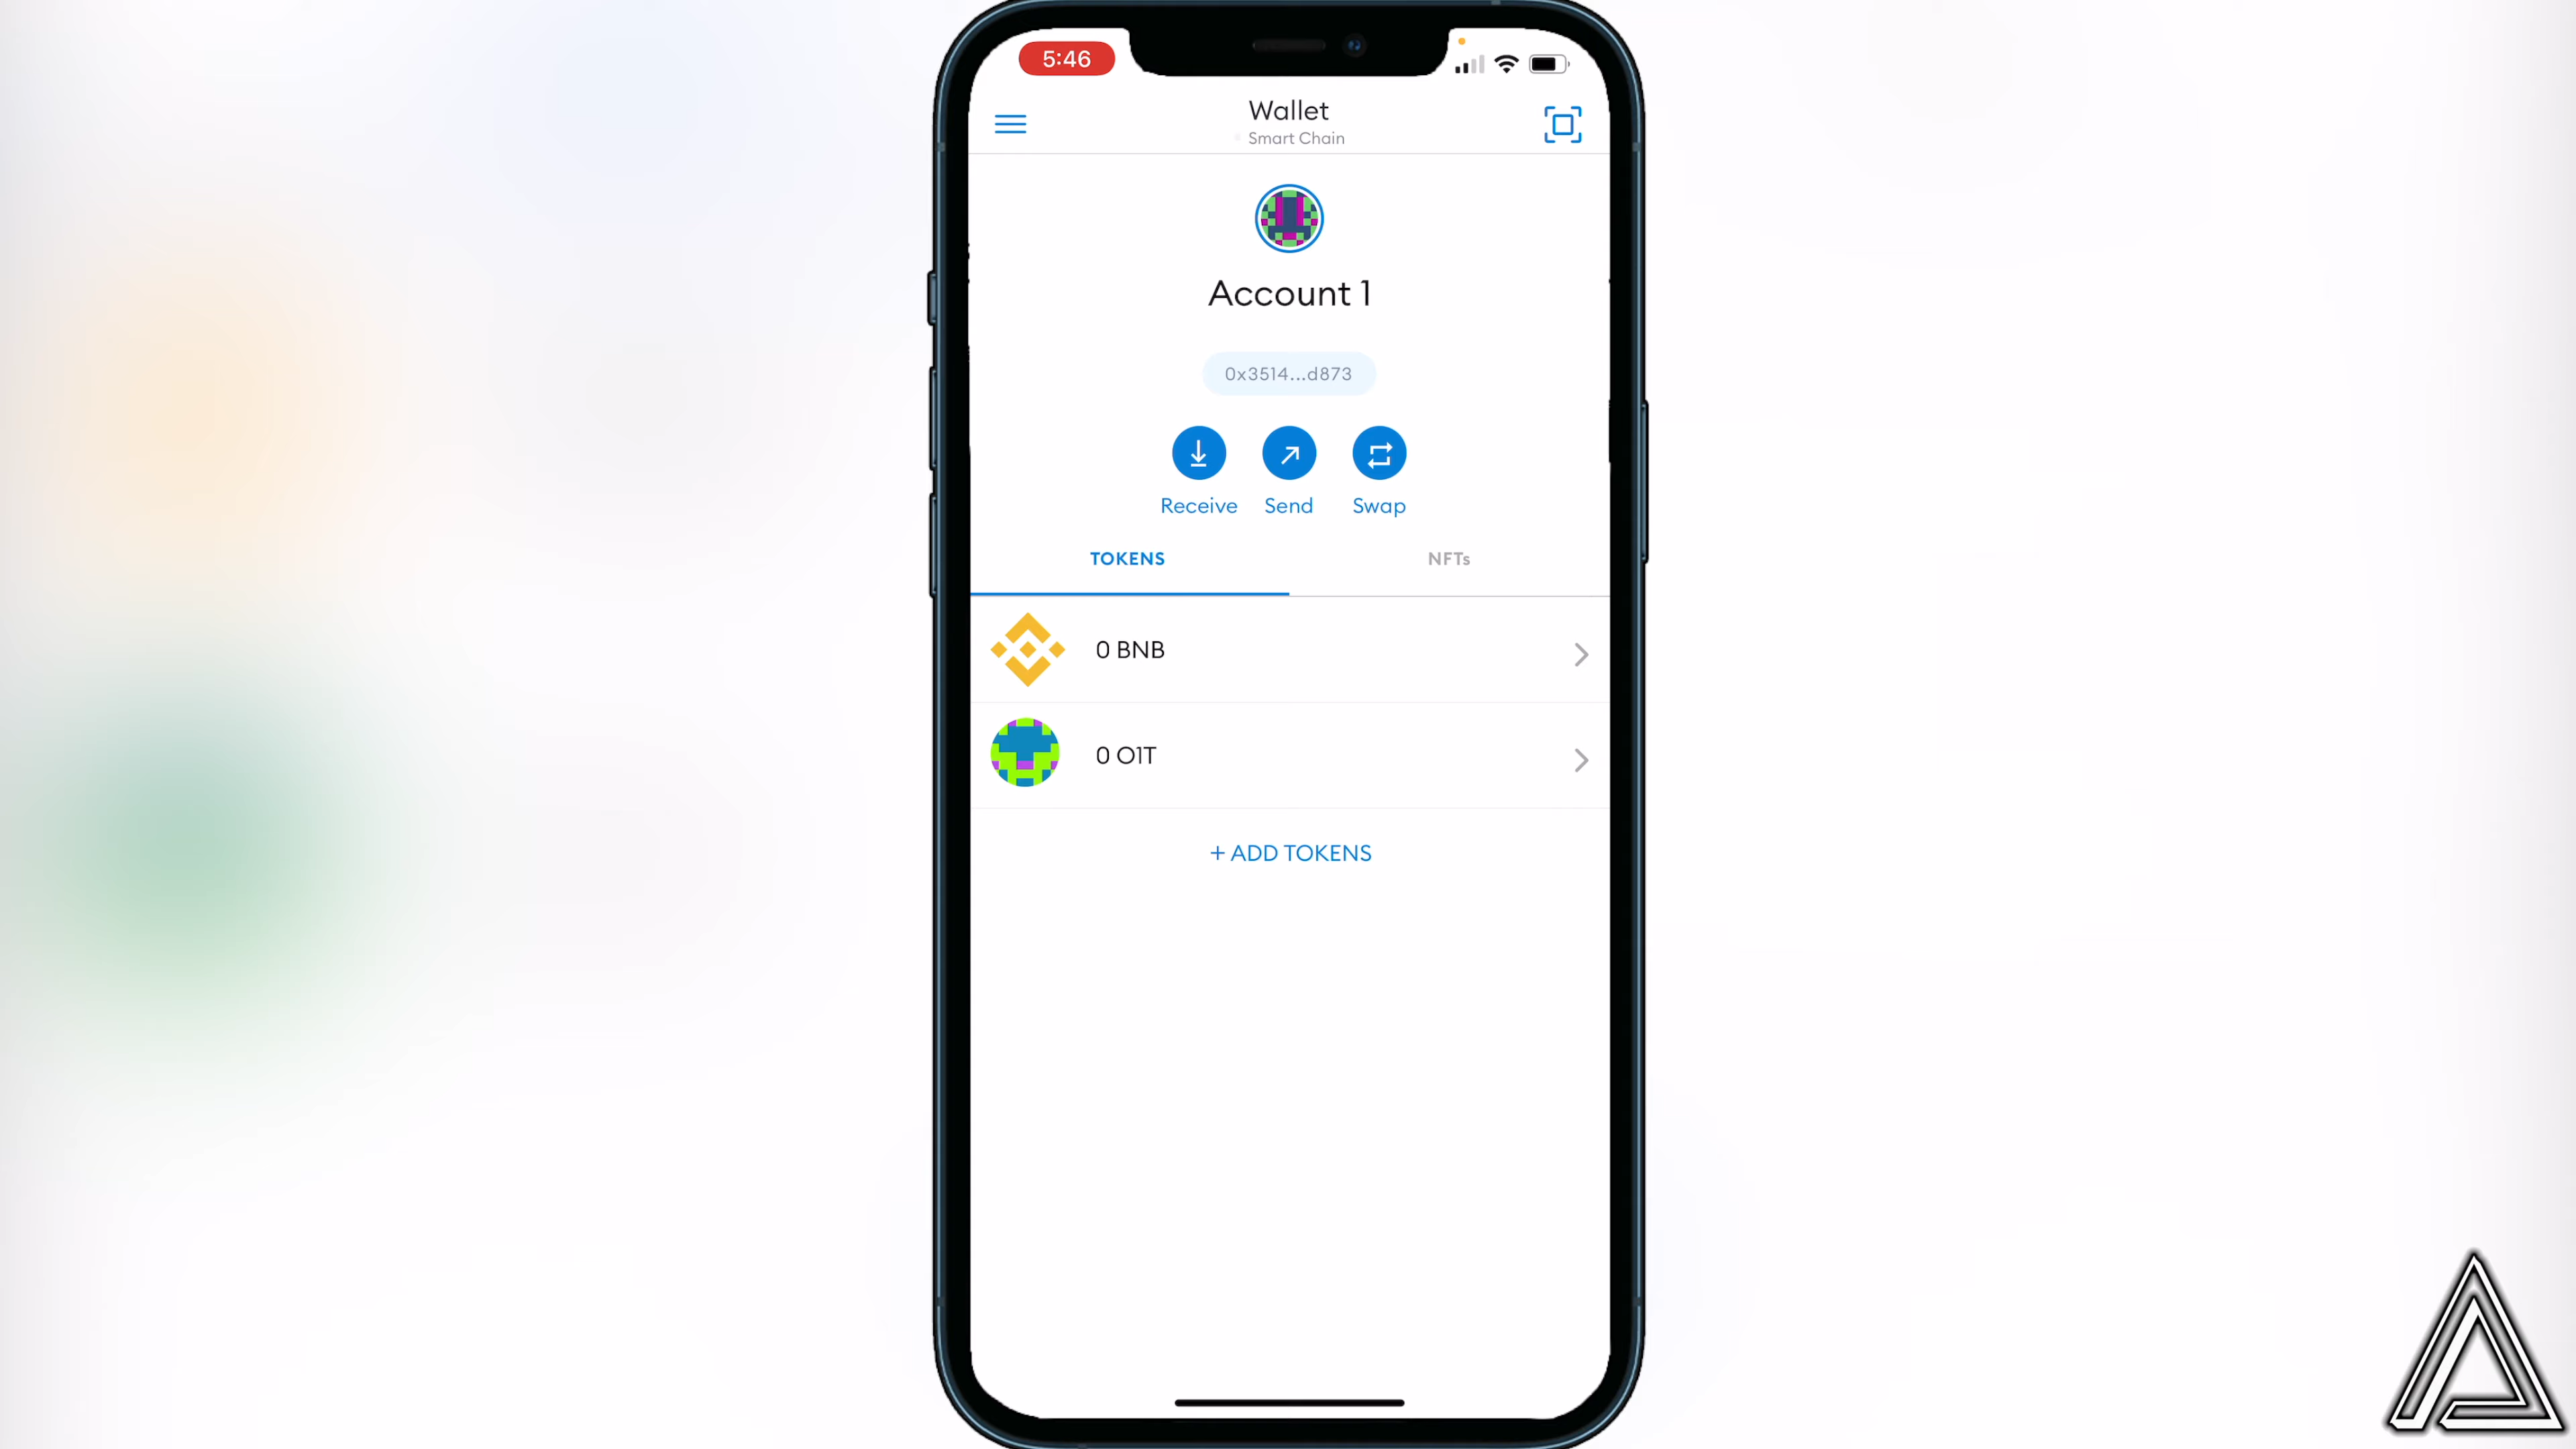 5:46
Wallet
Smart Chain
Account 1
0x3514...d873
Receive Send Swap
TOKENS NFTs
0 BNB
0 O1T
+ ADD TOKENS